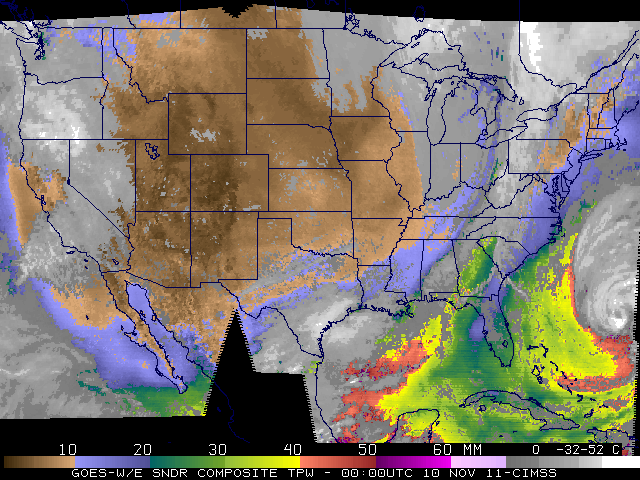 10 20 30 40 50 60 MM 0 -32-52 C
GOES-W/E SNDR COMPOSITE TPW - 00:00UTC 10 NOV 11-CIMSS